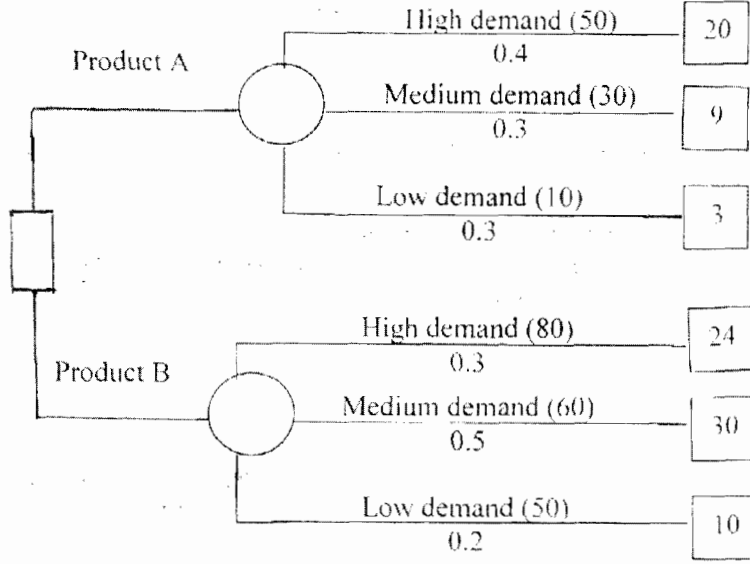 High demand (50)
20
0.4
Product A
Medium demand (30)
9
0.3
Low demand (10)
3
0.3
High demand (80)
24
0.3
Product B
Medium demand (60)
30
0.5
Low demand (50)
10
0.2